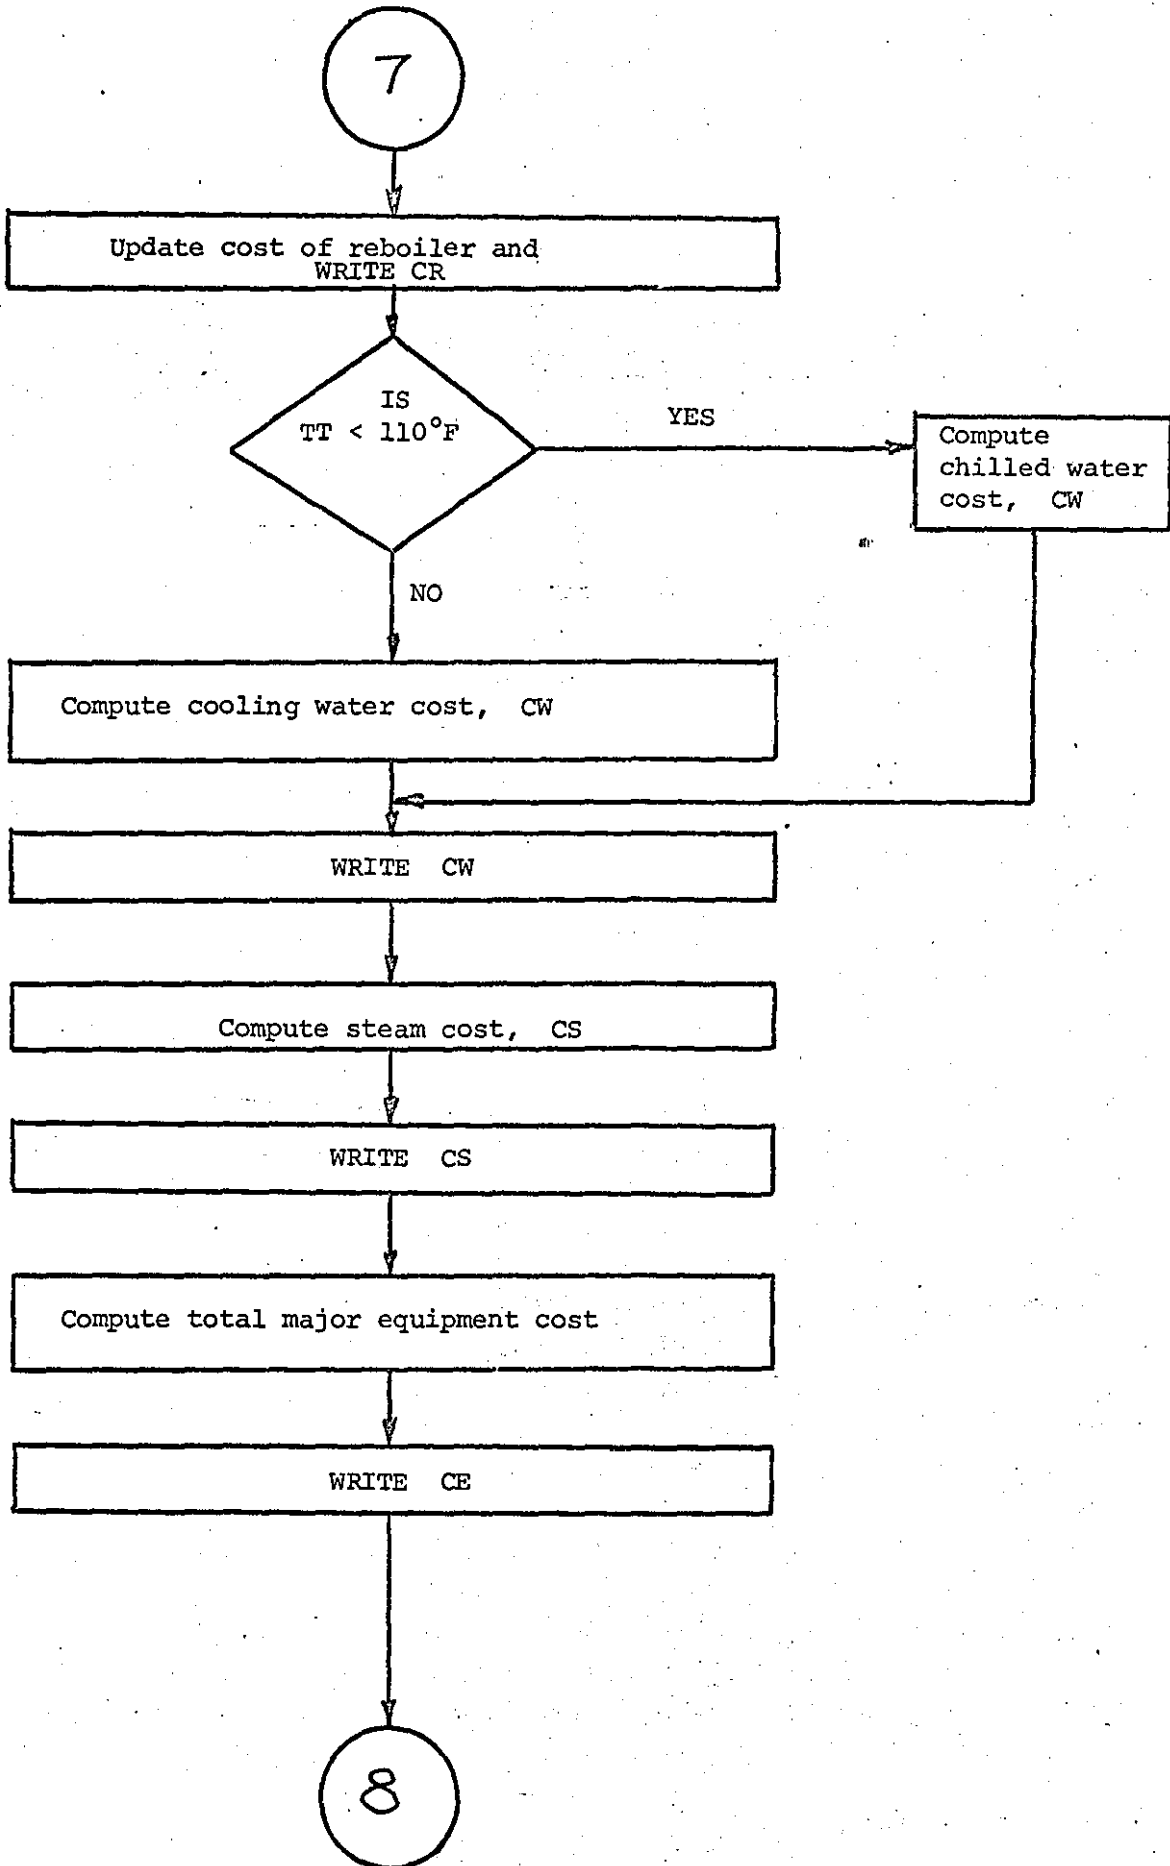 7
Update cost of reboiler and
WRITE CR
IS
TT < 110°F
YES
Compute
chilled water
cost, CW
NO
Compute cooling water cost, CW
WRITE CW
Compute steam cost, CS
WRITE CS
Compute total major equipment cost
WRITE CE
8